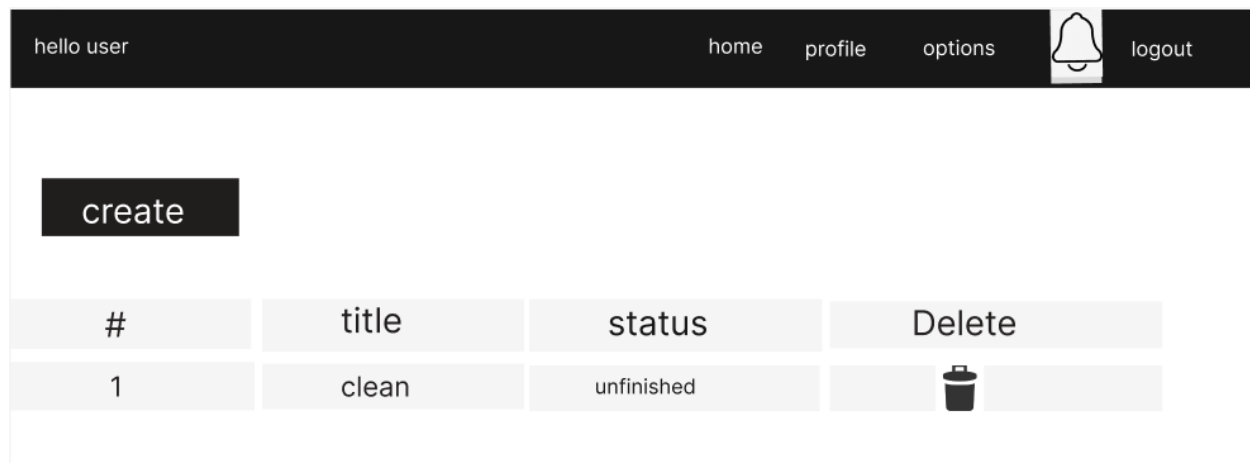 hello user home profile options logout
create
# title status Delete
1 clean unfinished